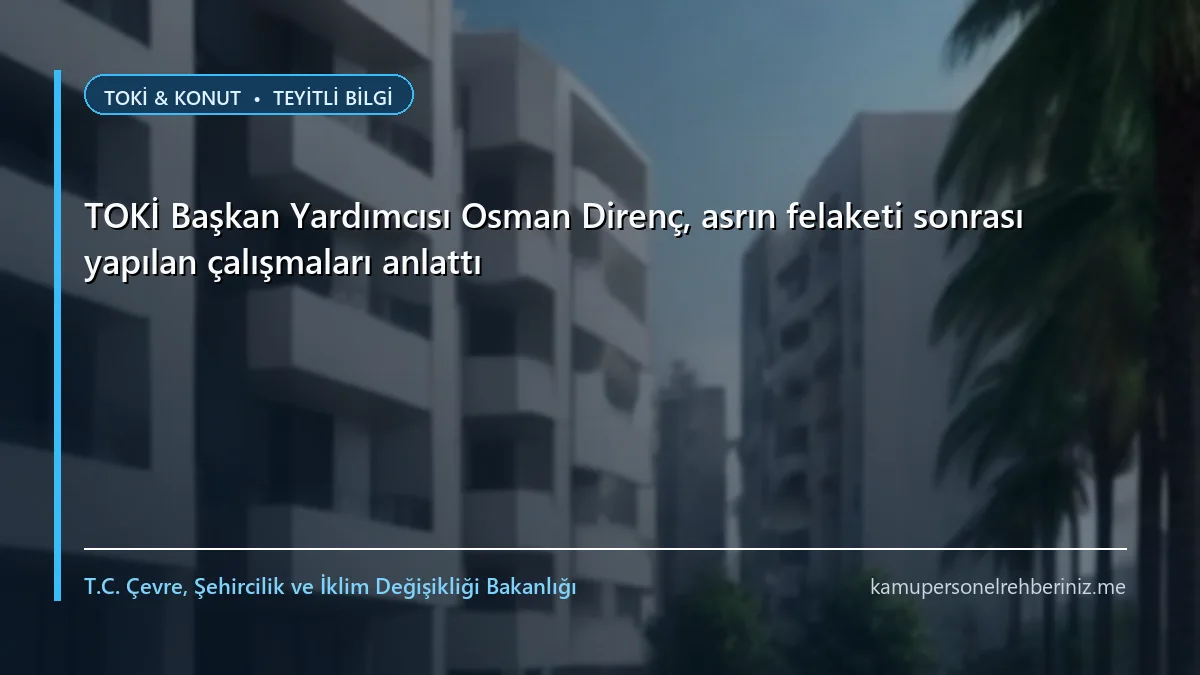 TOKİ & KONUT • TEYİTLİ BİLGİ
TOKİ Başkan Yardımcısı Osman Direnç, asrın felaketi sonrası
yapılan çalışmaları anlattı
T.C. Çevre, Şehircilik ve İklim Değişikliği Bakanlığı
kamupersonelrehberiniz.me